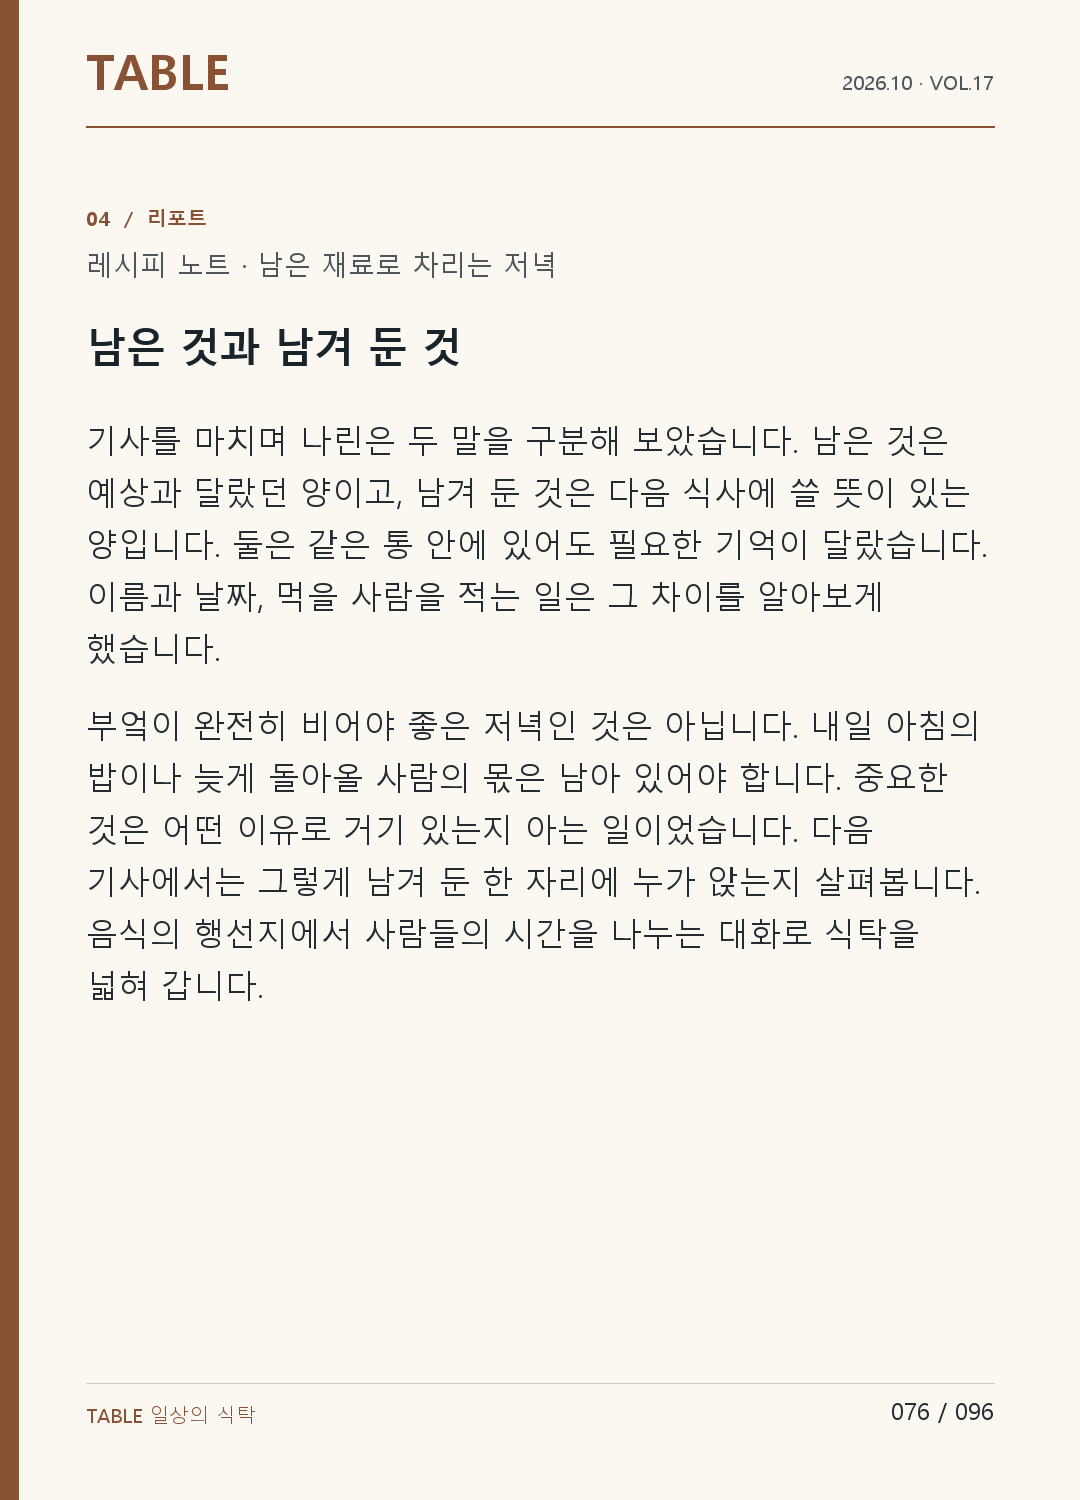 TABLE
2026.10 · VOL.17
04 / 리포트
레시피 노트 · 남은 재료로 차리는 저녁
남은 것과 남겨 둔 것
기사를 마치며 나린은 두 말을 구분해 보았습니다. 남은 것은
예상과 달랐던 양이고, 남겨 둔 것은 다음 식사에 쓸 뜻이 있는
양입니다. 둘은 같은 통 안에 있어도 필요한 기억이 달랐습니다.
이름과 날짜, 먹을 사람을 적는 일은 그 차이를 알아보게
했습니다.
부엌이 완전히 비어야 좋은 저녁인 것은 아닙니다. 내일 아침의
밥이나 늦게 돌아올 사람의 몫은 남아 있어야 합니다. 중요한
것은 어떤 이유로 거기 있는지 아는 일이었습니다. 다음
기사에서는 그렇게 남겨 둔 한 자리에 누가 앉는지 살펴봅니다.
음식의 행선지에서 사람들의 시간을 나누는 대화로 식탁을
넓혀 갑니다.
TABLE 일상의 식탁
076 / 096